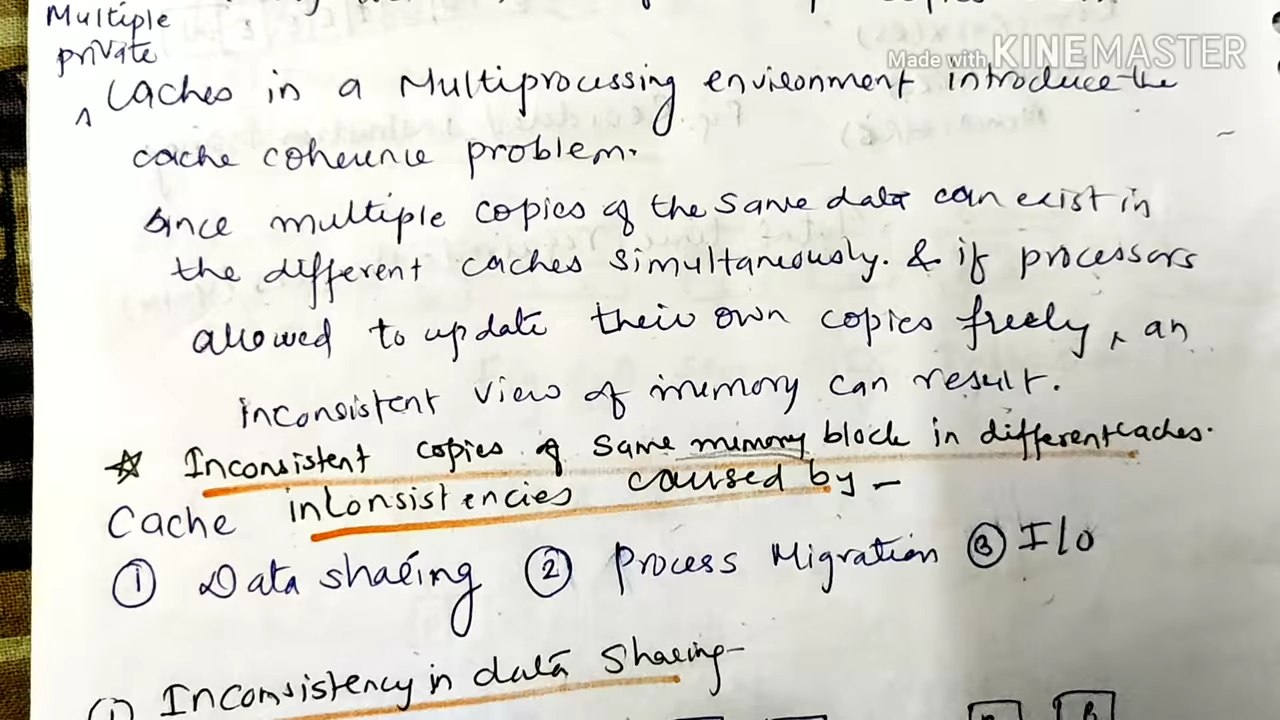 Made with KINEMASTER
Multiple
private
^ Caches in a Multiprocessing environment introduce the
cache coherence problem.
Since multiple copies of the same data can exist in
the different caches simultaneously. & if processors
allowed to update their own copies freely, an
inconsistent view of memory can result.
☆ Inconsistent copies of same memory block in different caches.
Cache inconsistencies caused by –
① Data sharing ② Process Migration ③ I/O
① Inconsistency in data sharing –